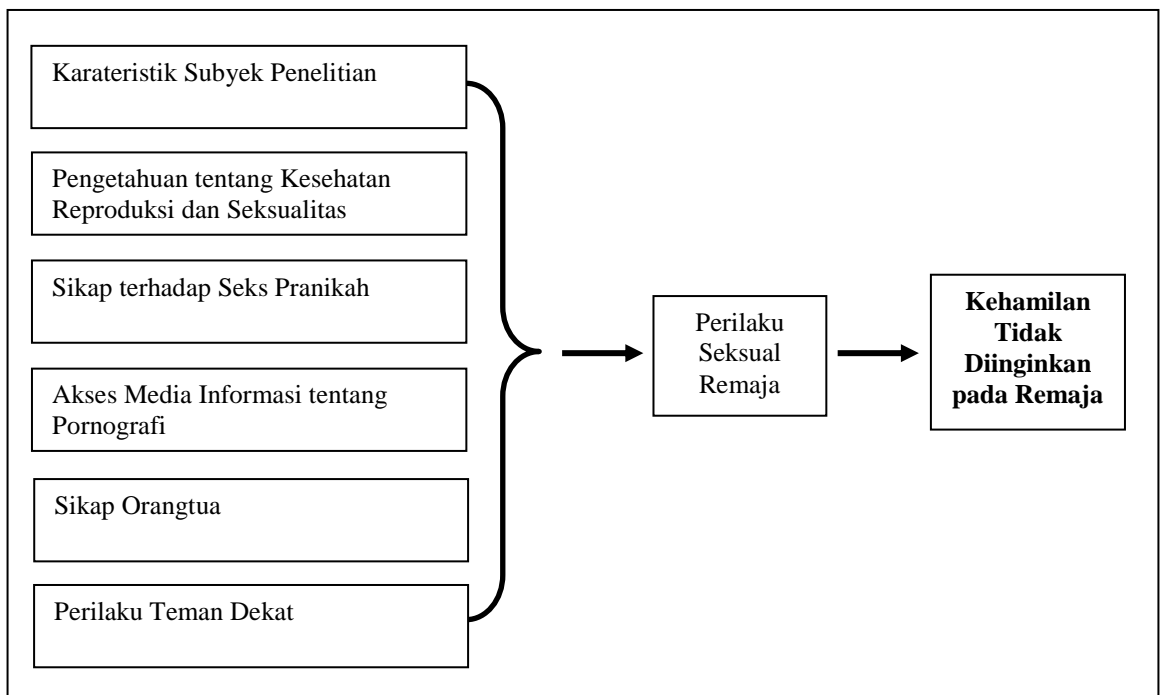 Karateristik Subyek Penelitian
Pengetahuan tentang Kesehatan
Reproduksi dan Seksualitas
Sikap terhadap Seks Pranikah
Akses Media Informasi tentang
Pornografi
Sikap Orangtua
Perilaku Teman Dekat
Perilaku
Seksual
Remaja
Kehamilan
Tidak
Diinginkan
pada Remaja